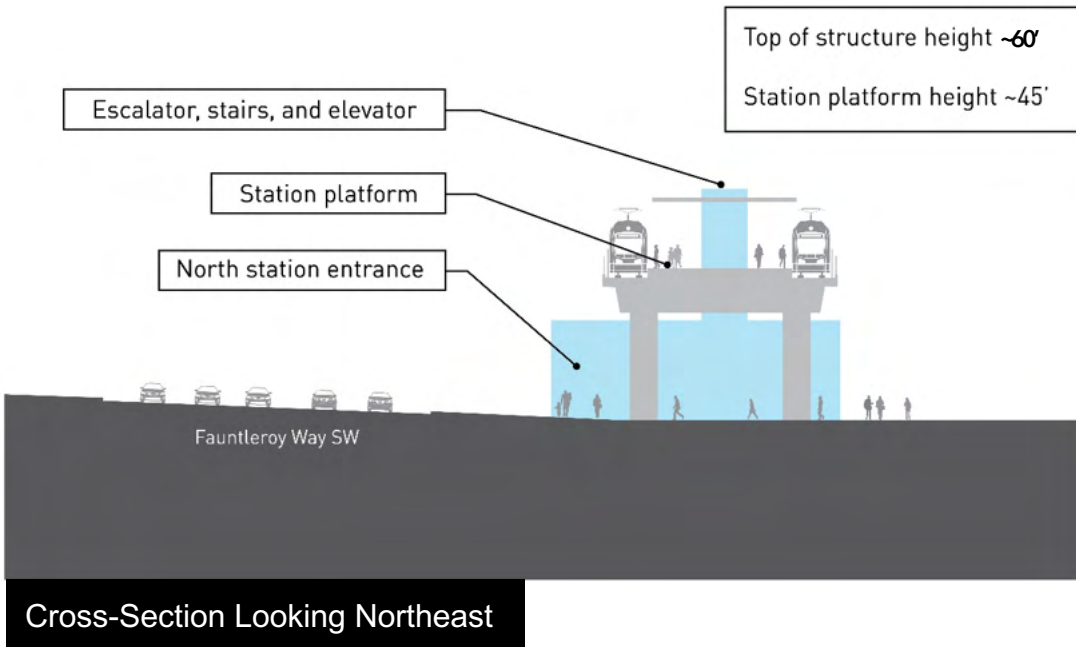 Top of structure height ~60'
Station platform height ~45'
Escalator, stairs, and elevator
Station platform
North station entrance
Fauntleroy Way SW
Cross-Section Looking Northeast